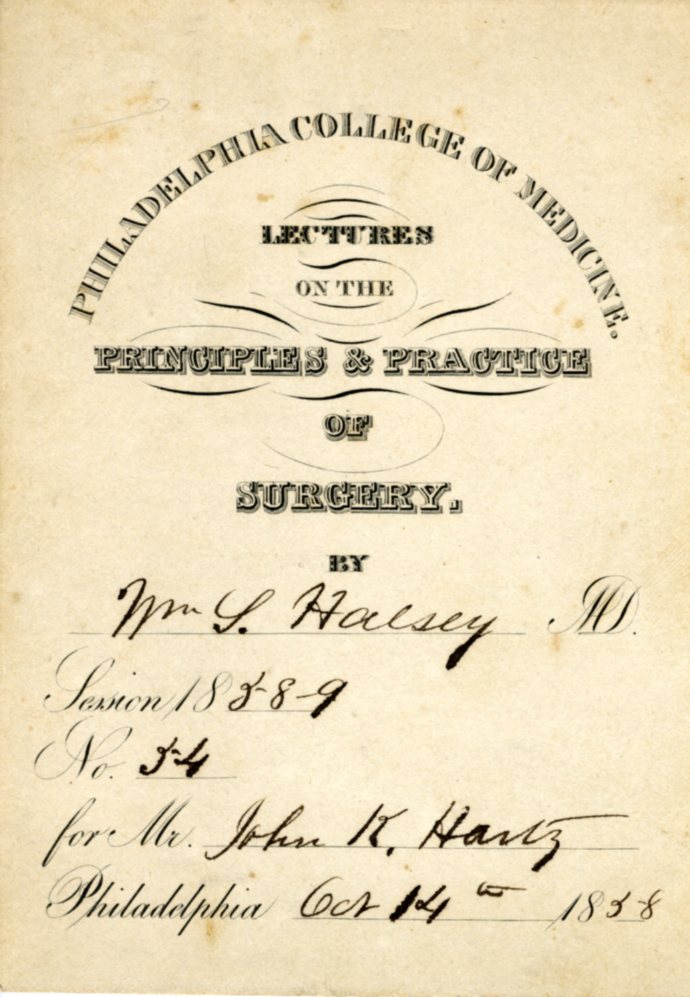 PHILADELPHIA COLLEGE OF MEDICINE.
LECTURES
ON THE
PRINCIPLES & PRACTICE
OF
SURGERY.
BY
Wm S. Halsey MD.
Session 1858-9
No. 54
for Mr. John K. Hartz
Philadelphia Oct 14th 1858